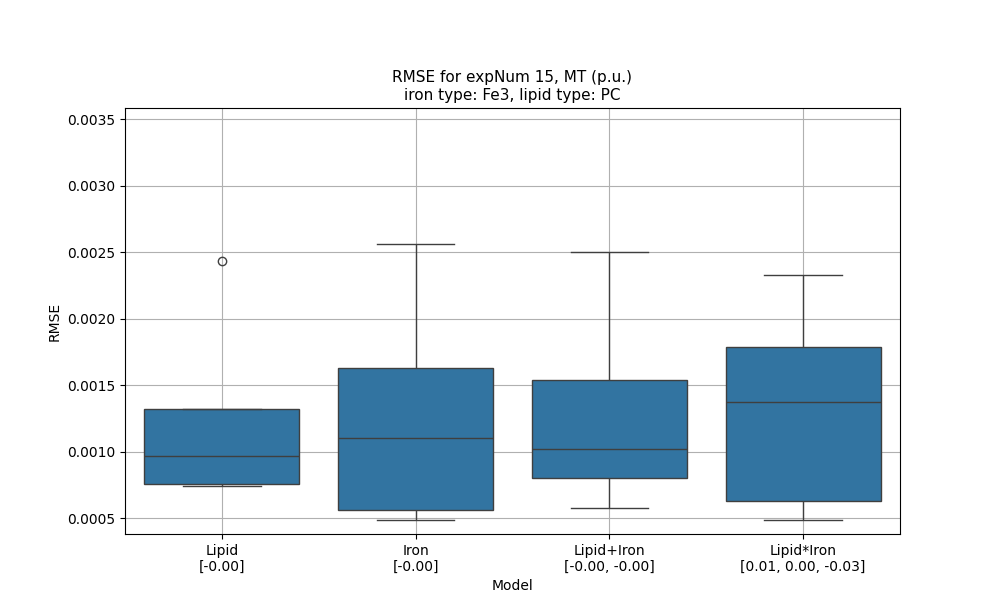 RMSE for expNum 15, MT (p.u.)
iron type: Fe3, lipid type: PC
RMSE
0.0035
0.0030
0.0025
0.0020
0.0015
0.0010
0.0005
Lipid
[-0.00]
Iron
[-0.00]
Lipid+Iron
[-0.00, -0.00]
Lipid*Iron
[0.01, 0.00, -0.03]
Model